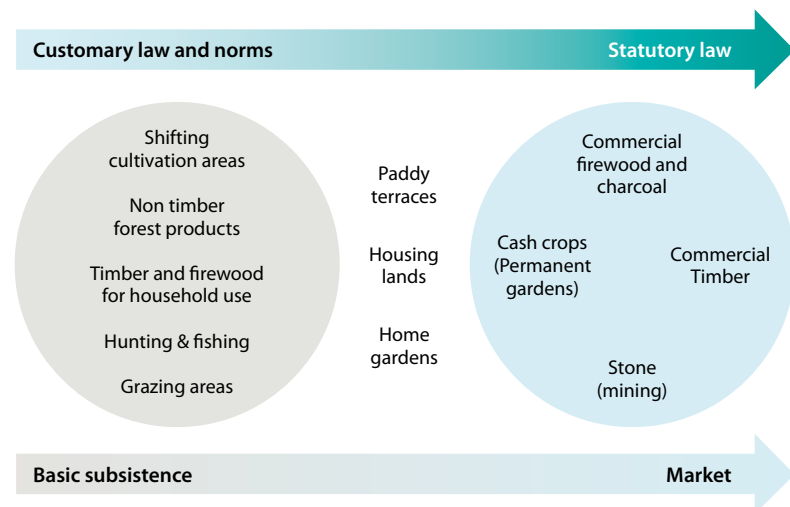 Customary law and norms
Statutory law
Shifting
cultivation areas
Non timber
forest products
Timber and firewood
for household use
Hunting & fishing
Grazing areas
Paddy
terraces
Housing
lands
Home
gardens
Commercial
firewood and
charcoal
Cash crops
(Permanent
gardens)
Commercial
Timber
Stone
(mining)
Basic subsistence
Market